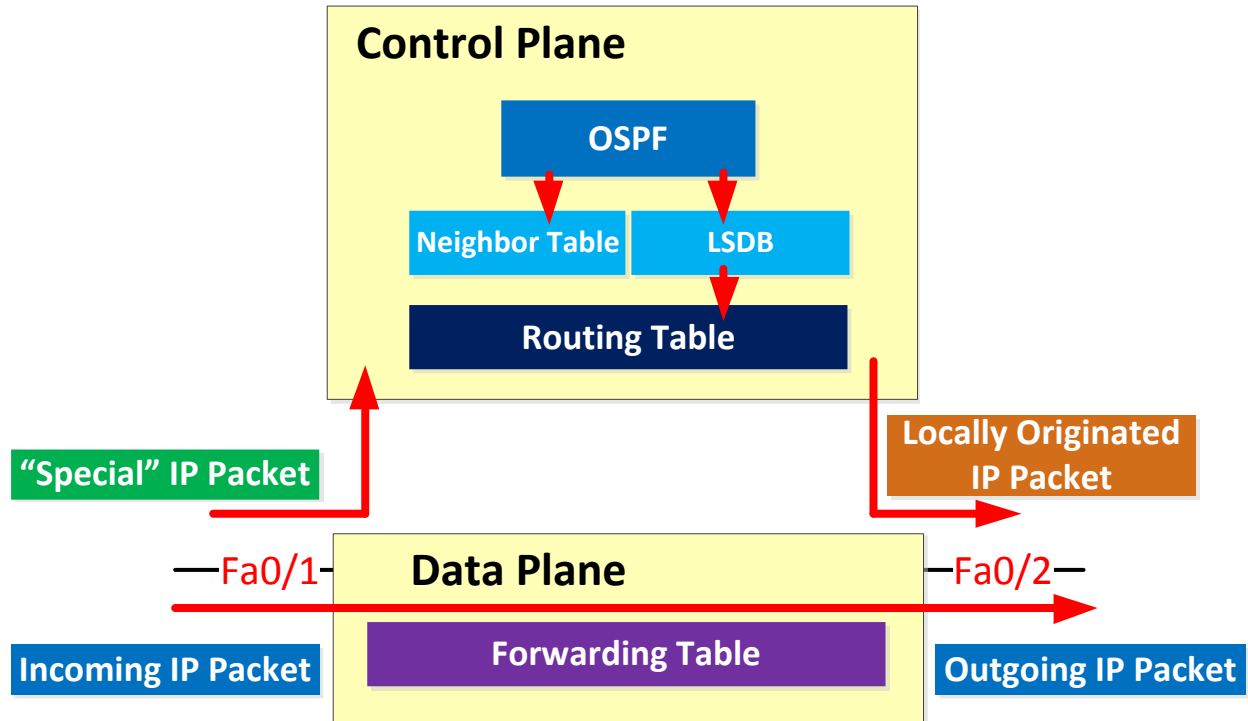 Control Plane
OSPF
Neighbor Table
LSDB
Routing Table
“Special” IP Packet
Locally Originated
IP Packet
Fa0/1
Data Plane
Fa0/2
Incoming IP Packet
Forwarding Table
Outgoing IP Packet